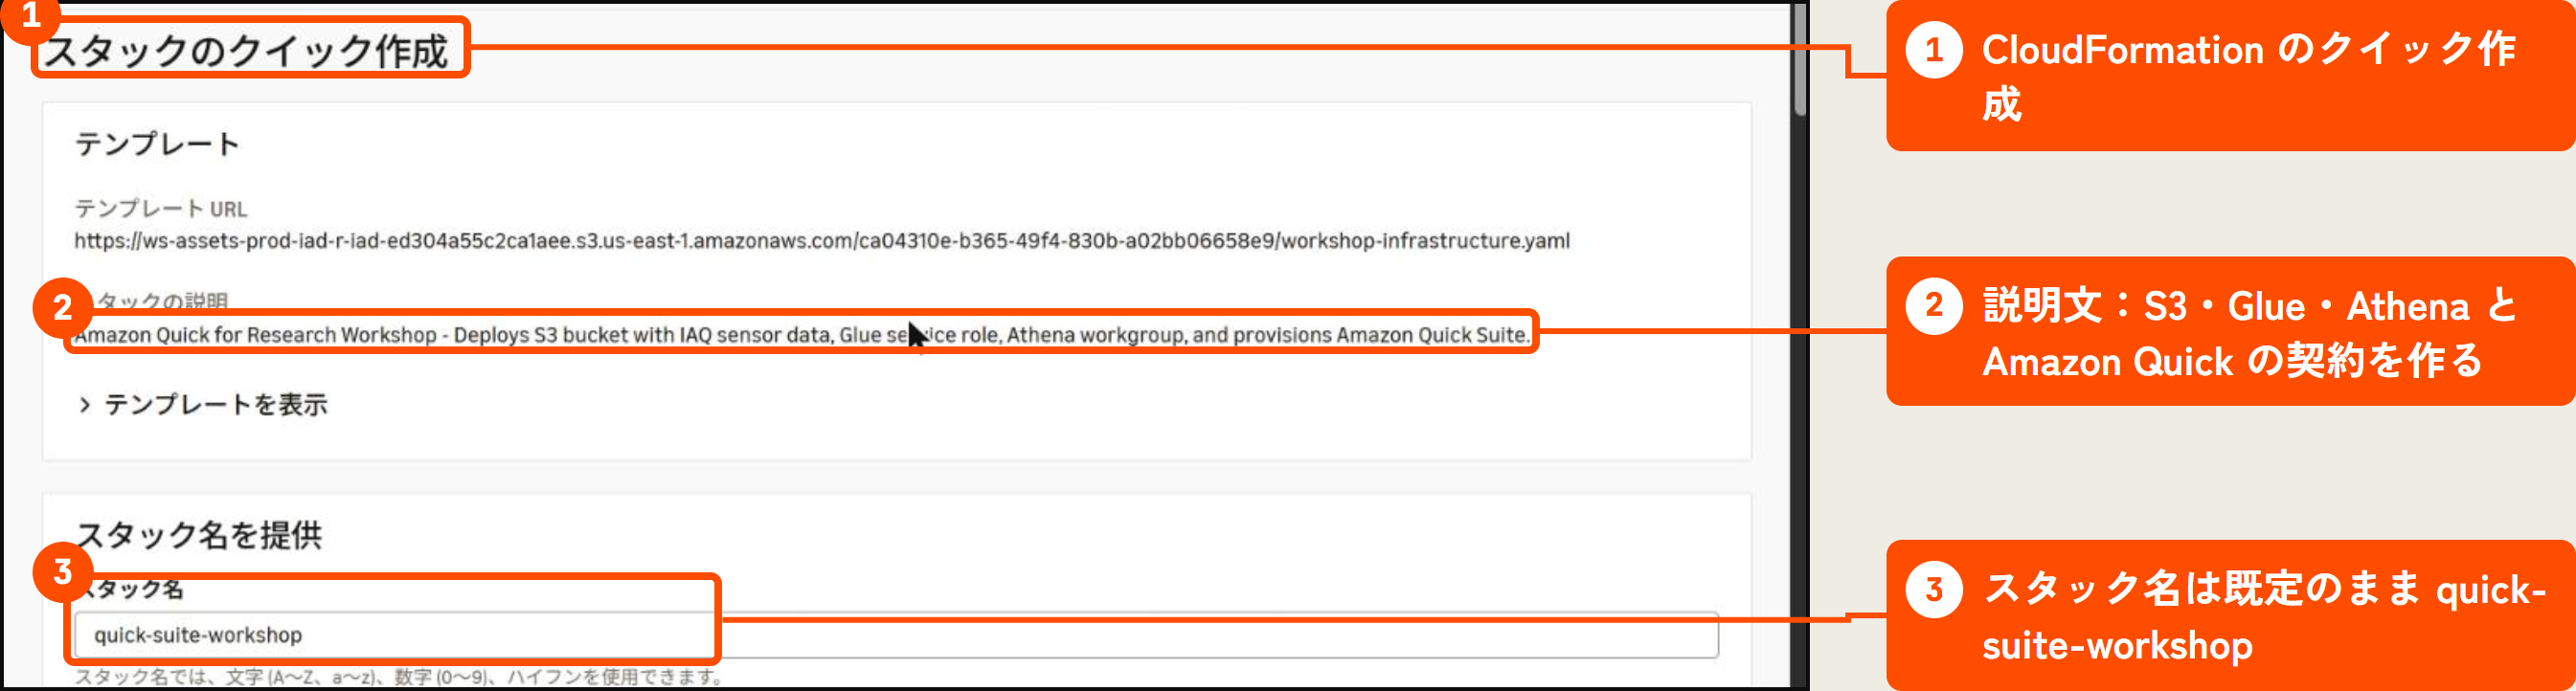 1
スタックのクイック作成
テンプレート
テンプレート URL
https://ws-assets-prod-iad-r-iad-ed304a55c2ca1aee.s3.us-east-1.amazonaws.com/ca04310e-b365-49f4-830b-a02bb06658e9/workshop-infrastructure.yaml
2
タックの説明
Amazon Quick for Research Workshop - Deploys S3 bucket with IAQ sensor data, Glue service role, Athena workgroup, and provisions Amazon Quick Suite.
> テンプレートを表示
スタック名を提供
3
スタック名
quick-suite-workshop
スタック名では、文字 (A～Z、a～z)、数字 (0～9)、ハイフンを使用できます。
1 CloudFormation のクイック作
成
2 説明文：S3・Glue・Athena と
Amazon Quick の契約を作る
3 スタック名は既定のまま quick-
suite-workshop